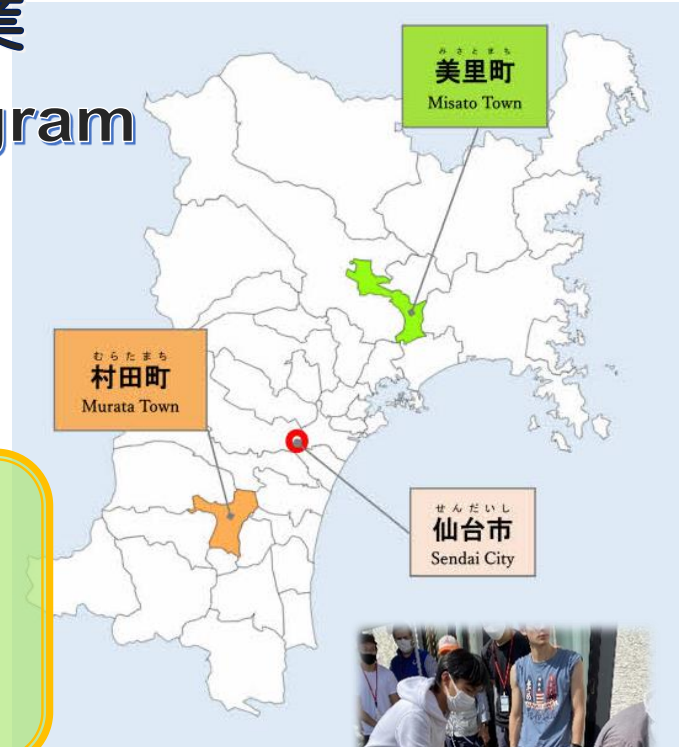 業
gram
みさとまち
美里町
Misato Town
むらたまち
村田町
Murata Town
せんだいし
仙台市
Sendai City